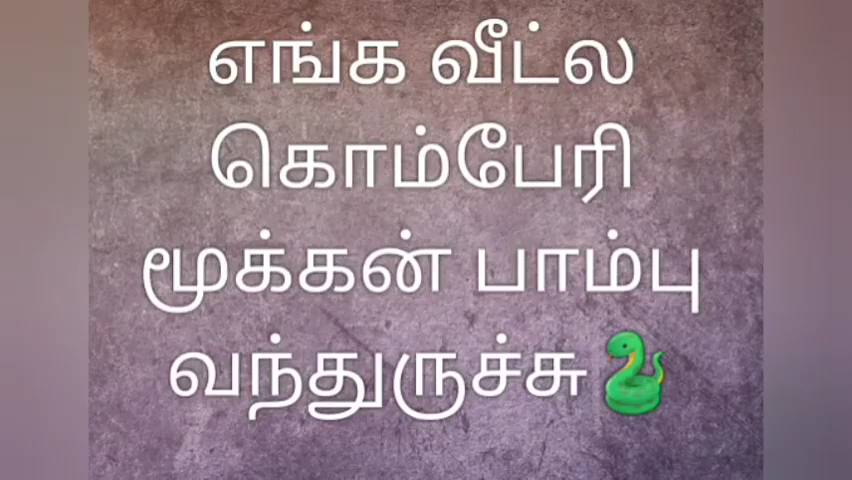 எங்க வீட்ல
கொம்பேரி
மூக்கன் பாம்பு
வந்துருச்சு🐍